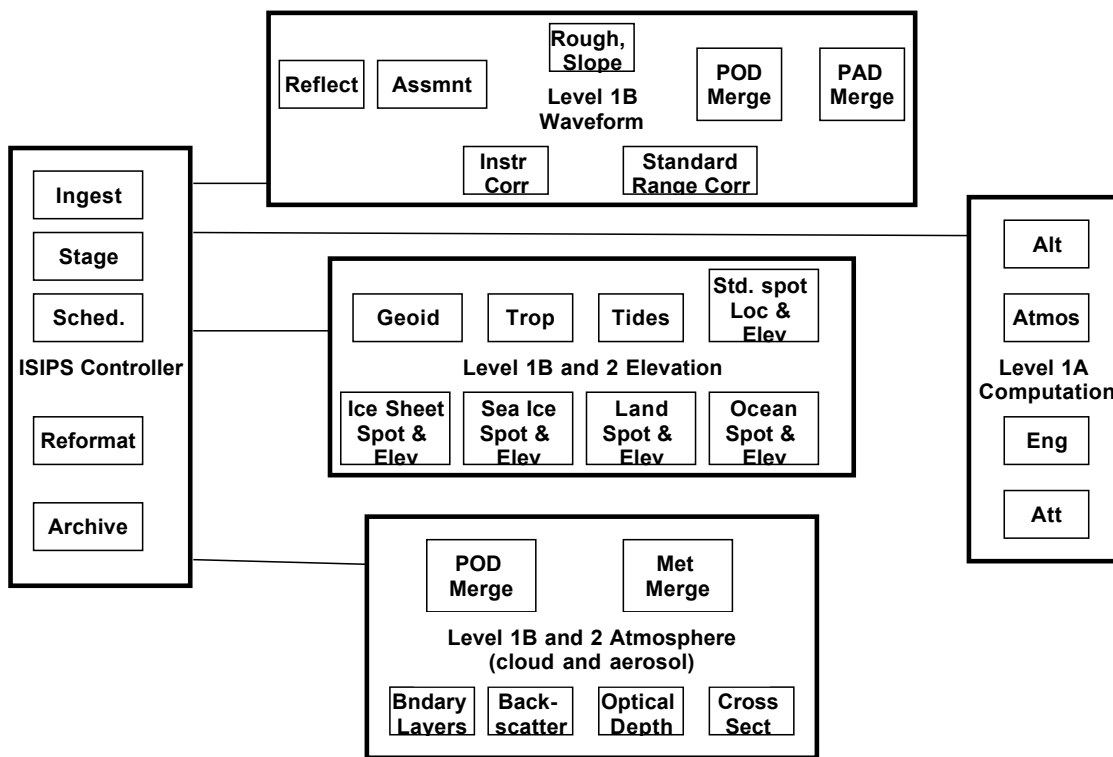 Rough,
Slope
Reflect
Assmnt
POD
Merge
PAD
Merge
Level 1B
Waveform
Instr
Corr
Standard
Range Corr
Ingest
Stage
Sched.
ISIPS Controller
Reformat
Archive
Geoid
Trop
Tides
Std. spot
Loc &
Elev
Level 1B and 2 Elevation
Ice Sheet
Spot &
Elev
Sea Ice
Spot &
Elev
Land
Spot &
Elev
Ocean
Spot &
Elev
Alt
Atmos
Level 1A
Computation
Eng
Att
POD
Merge
Met
Merge
Level 1B and 2 Atmosphere
(cloud and aerosol)
Bndary
Layers
Back-
scatter
Optical
Depth
Cross
Sect